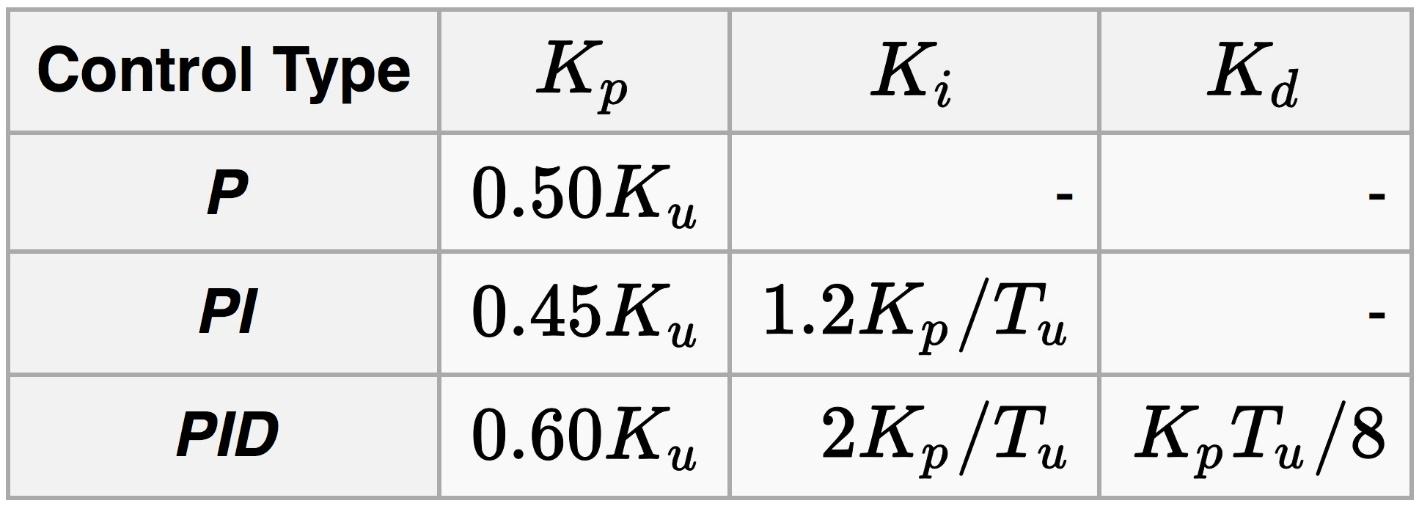 Control Type K_p K_i K_d
P 0.50K_u - -
PI 0.45K_u 1.2K_p/T_u -
PID 0.60K_u 2K_p/T_u K_pT_u/8